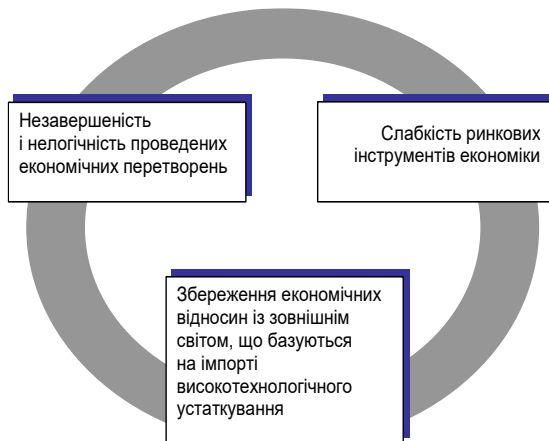 Незавершеність
і нелогічність проведених
економічних перетворень
Слабкість ринкових
інструментів економіки
Збереження економічних
відносин із зовнішнім
світом, що базуються
на імпорті
високотехнологічного
устаткування